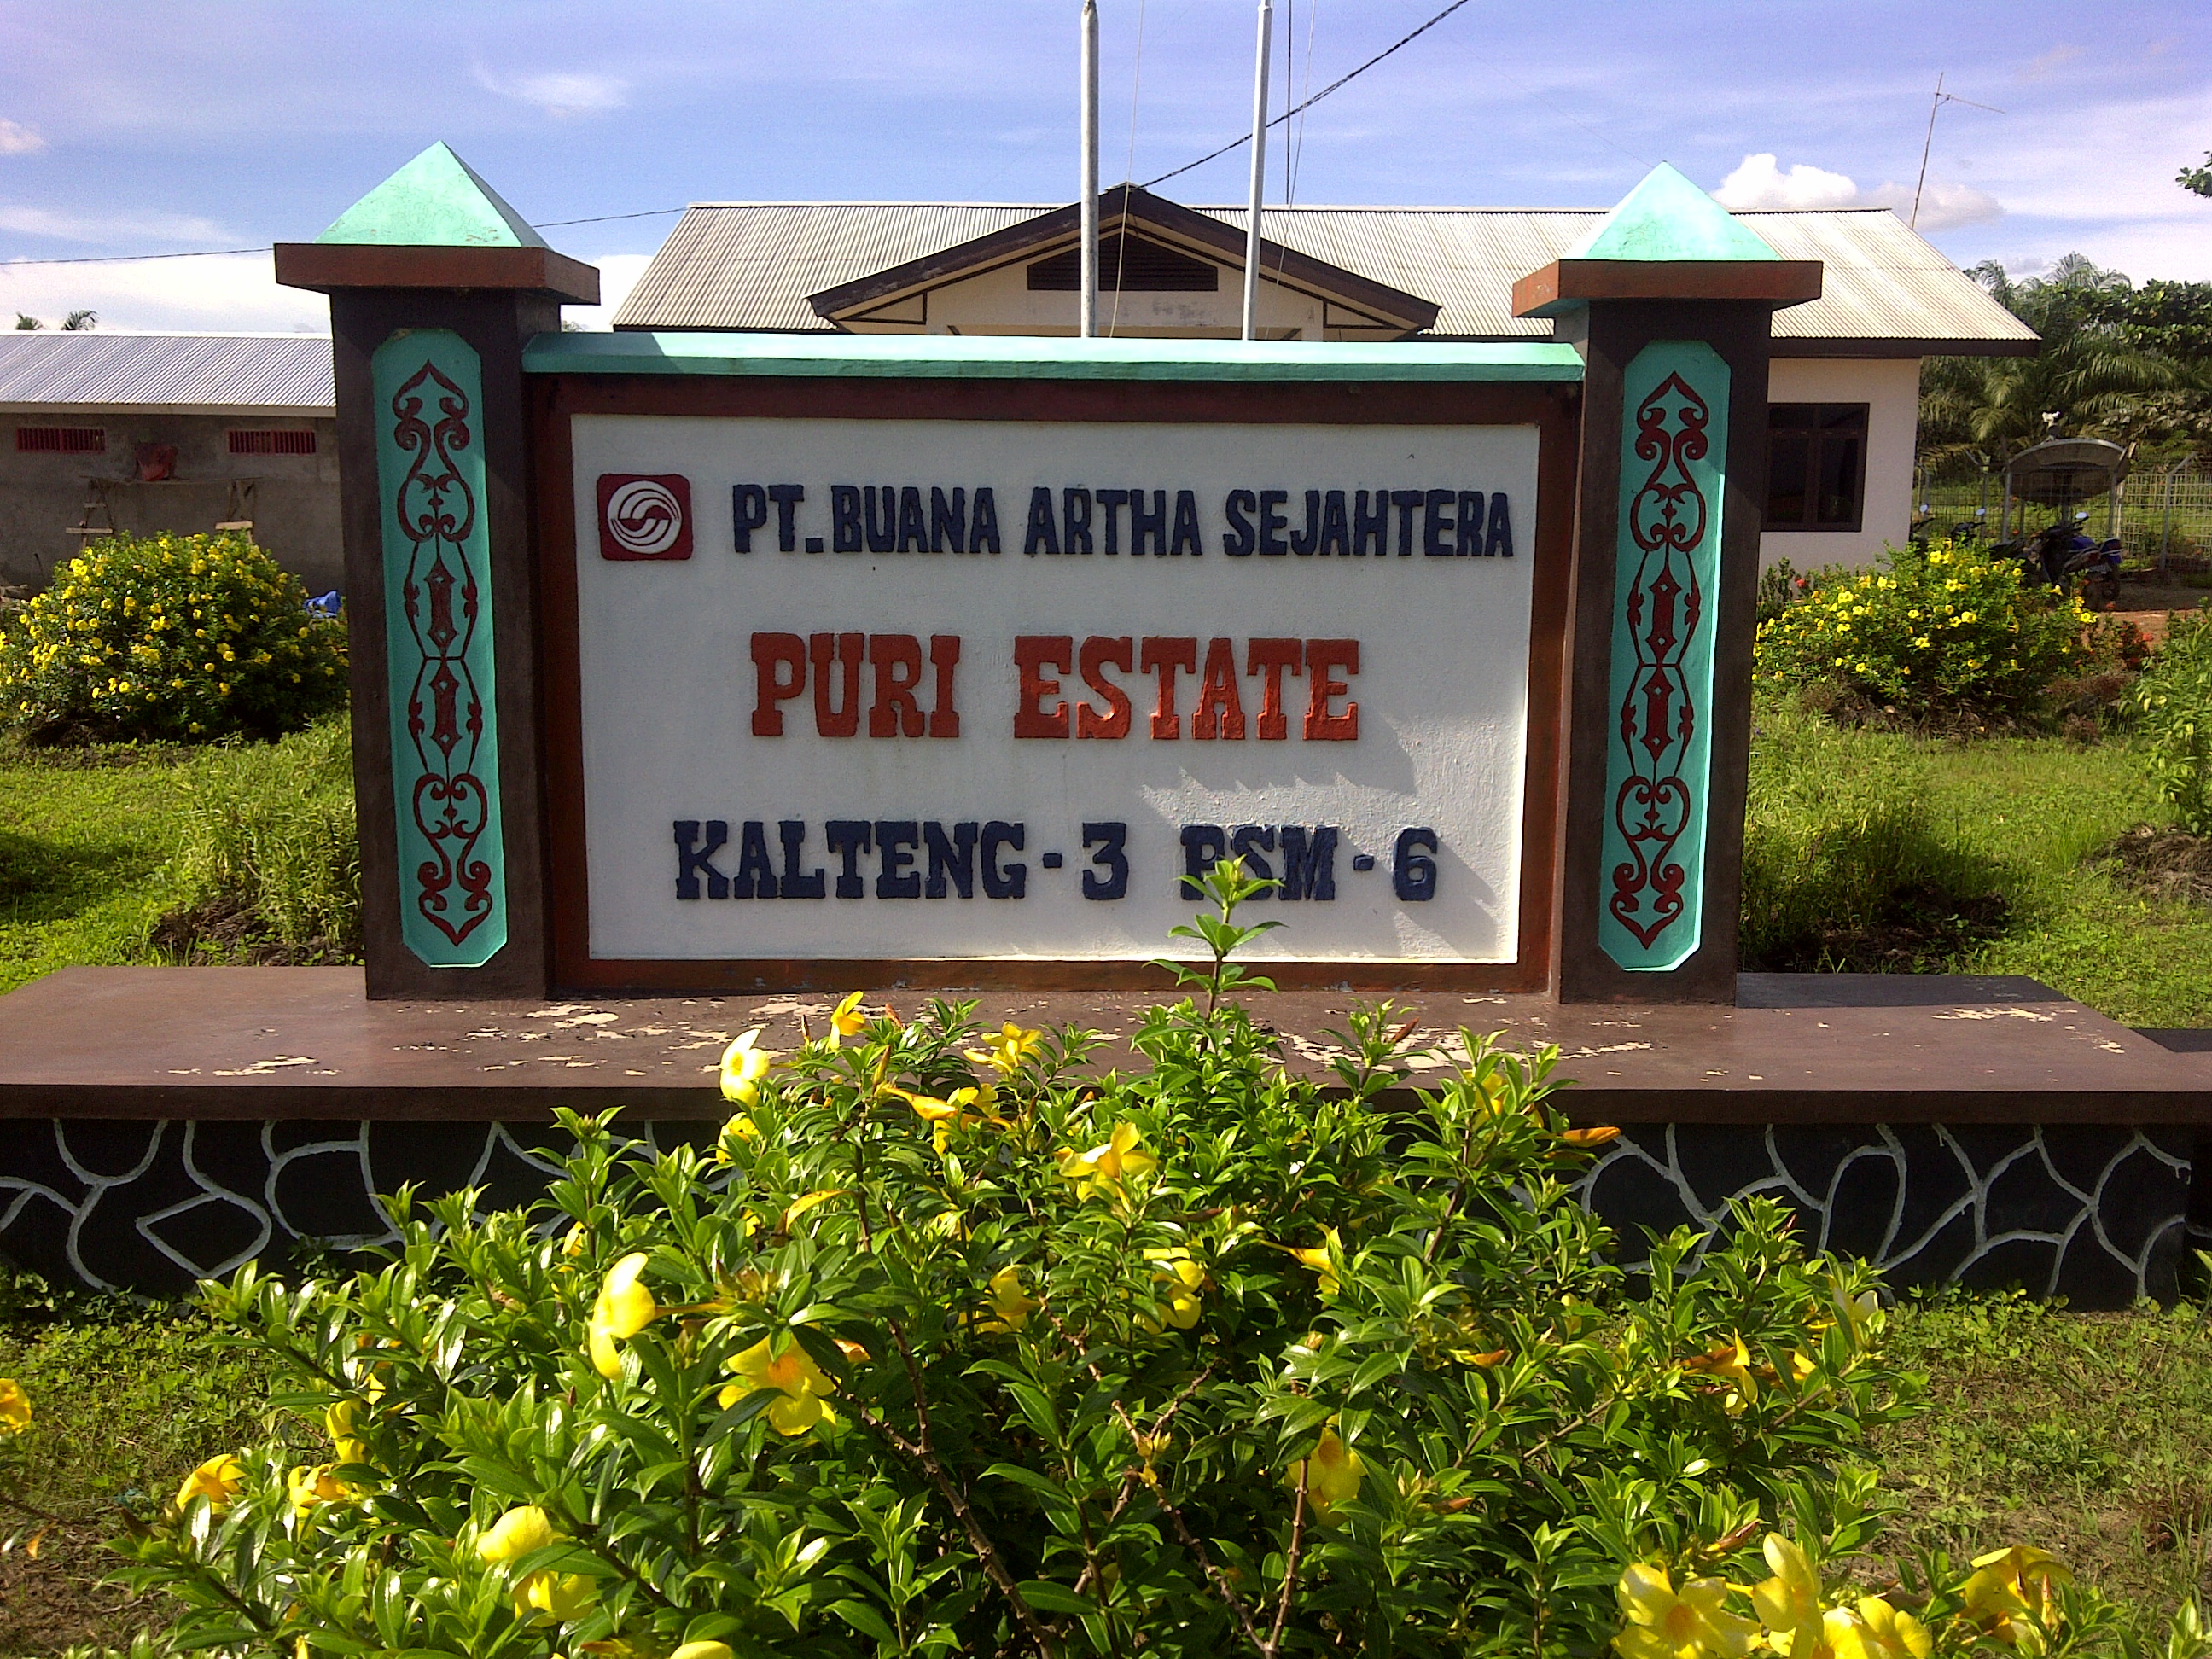 PT. BUANA ARTHA SEJAHTERA
PURI ESTATE
KALTENG - 3 PSM - 6